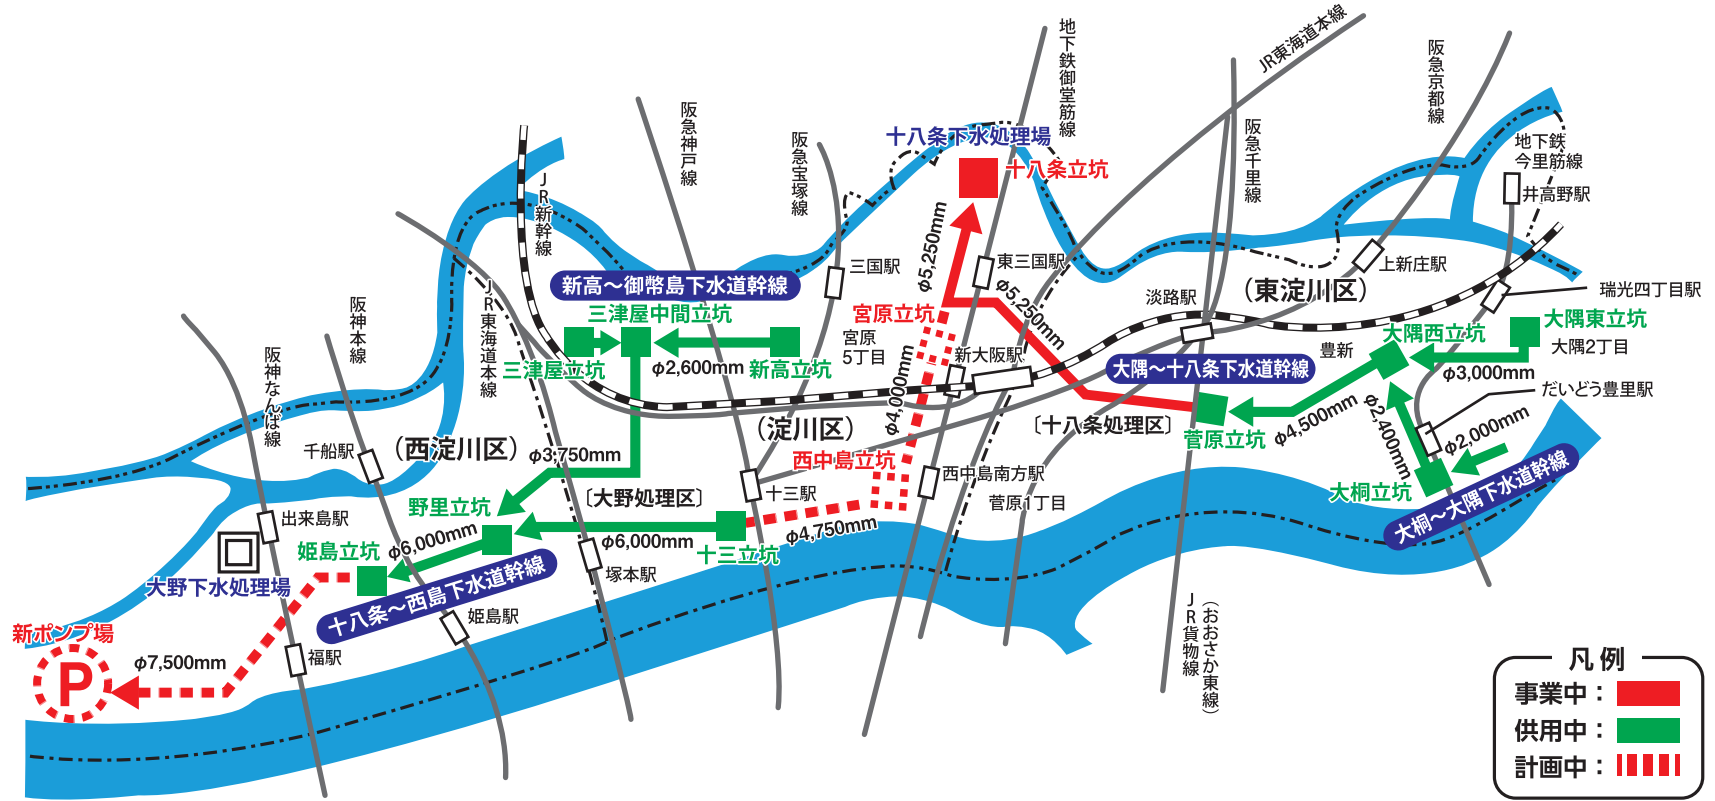 地下鉄御堂筋線
JR東海道本線
阪急京都線
阪急神戸線
阪急宝塚線
阪急千里線
十八条下水処理場
十八条立坑
地下鉄
今里筋線
井高野駅
JR新幹線
φ5,250mm
三国駅
東三国駅
上新庄駅
新高〜御幣島下水道幹線
(東淀川区)
瑞光四丁目駅
φ5,250mm
淡路駅
JR東海道本線
阪神本線
三津屋中間立坑
宮原立坑
大隅東立坑
大隅西立坑
宮原
5丁目
豊新
大隅2丁目
阪神なんば線
三津屋立坑
φ2,600mm
新高立坑
新大阪駅
大隅〜十八条下水道幹線
φ3,000mm
だいどう豊里駅
φ4,000mm
φ4,500mm
φ2,400mm
φ2,000mm
(淀川区)
〔十八条処理区〕
菅原立坑
(西淀川区)
千船駅
φ3,750mm
西中島立坑
西中島南方駅
大桐立坑
大桐〜大隅下水道幹線
十三駅
〔大野処理区〕
菅原1丁目
野里立坑
出来島駅
φ4,750mm
φ6,000mm
φ6,000mm
十三立坑
姫島立坑
塚本駅
大野下水処理場
十八条〜西島下水道幹線
姫島駅
JR貨物線
(おおさか東線)
新ポンプ場
P
φ7,500mm
福駅
凡例
事業中：
供用中：
計画中：